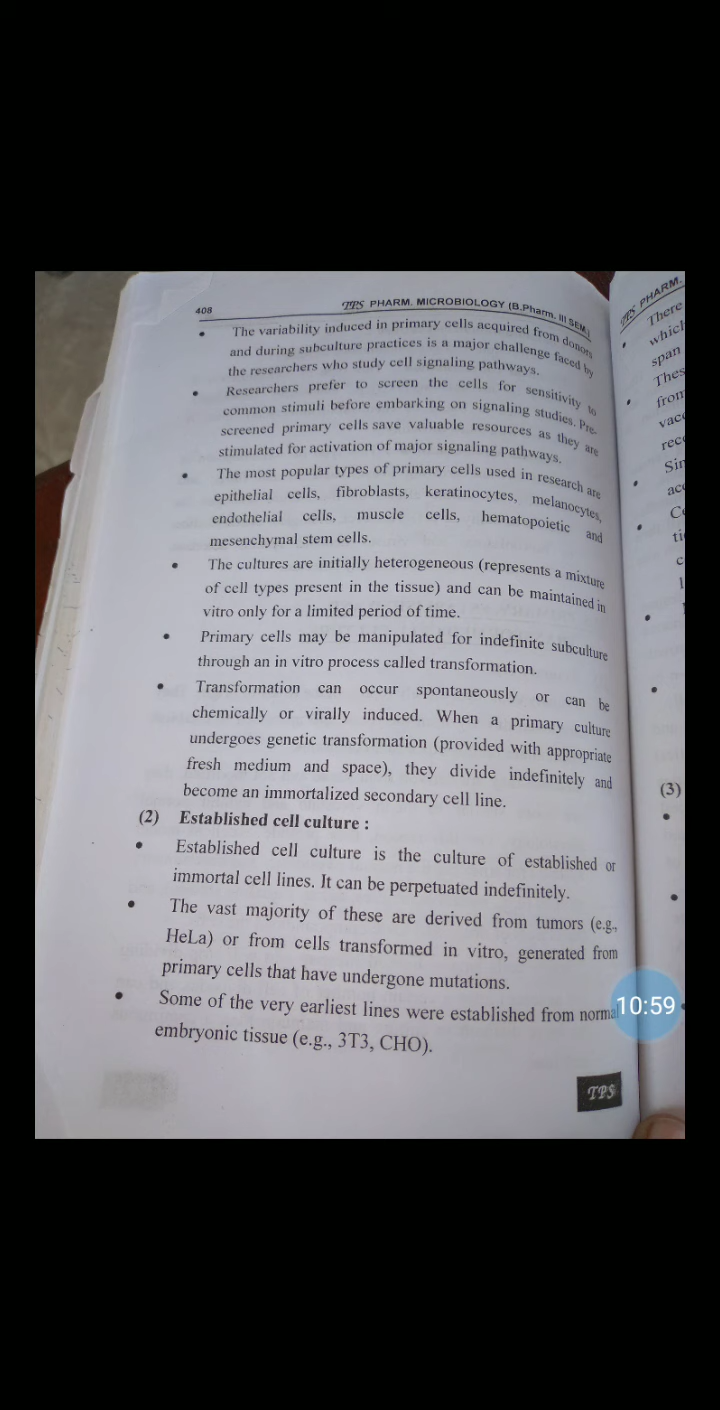 408
TPS PHARM. MICROBIOLOGY (B.Pharm. III SEM.)
• The variability induced in primary cells acquired from donors
and during subculture practices is a major challenge faced by
the researchers who study cell signaling pathways.
• Researchers prefer to screen the cells for sensitivity to
common stimuli before embarking on signaling studies. Pre-
screened primary cells save valuable resources as they are
stimulated for activation of major signaling pathways.
• The most popular types of primary cells used in research are
epithelial cells, fibroblasts, keratinocytes, melanocytes,
endothelial cells, muscle cells, hematopoietic and
mesenchymal stem cells.
• The cultures are initially heterogeneous (represents a mixture
of cell types present in the tissue) and can be maintained in
vitro only for a limited period of time.
• Primary cells may be manipulated for indefinite subculture
through an in vitro process called transformation.
• Transformation can occur spontaneously or can be
chemically or virally induced. When a primary culture
undergoes genetic transformation (provided with appropriate
fresh medium and space), they divide indefinitely and
become an immortalized secondary cell line.
(2) Established cell culture :
• Established cell culture is the culture of established or
immortal cell lines. It can be perpetuated indefinitely.
• The vast majority of these are derived from tumors (e.g.,
HeLa) or from cells transformed in vitro, generated from
primary cells that have undergone mutations.
• Some of the very earliest lines were established from normal
embryonic tissue (e.g., 3T3, CHO).
TPS
10:59
TPS PHARM.
• There
which
span
• Thes
from
vacc
rec
• Sin
acc
• Ce
ti
c
l
(3)